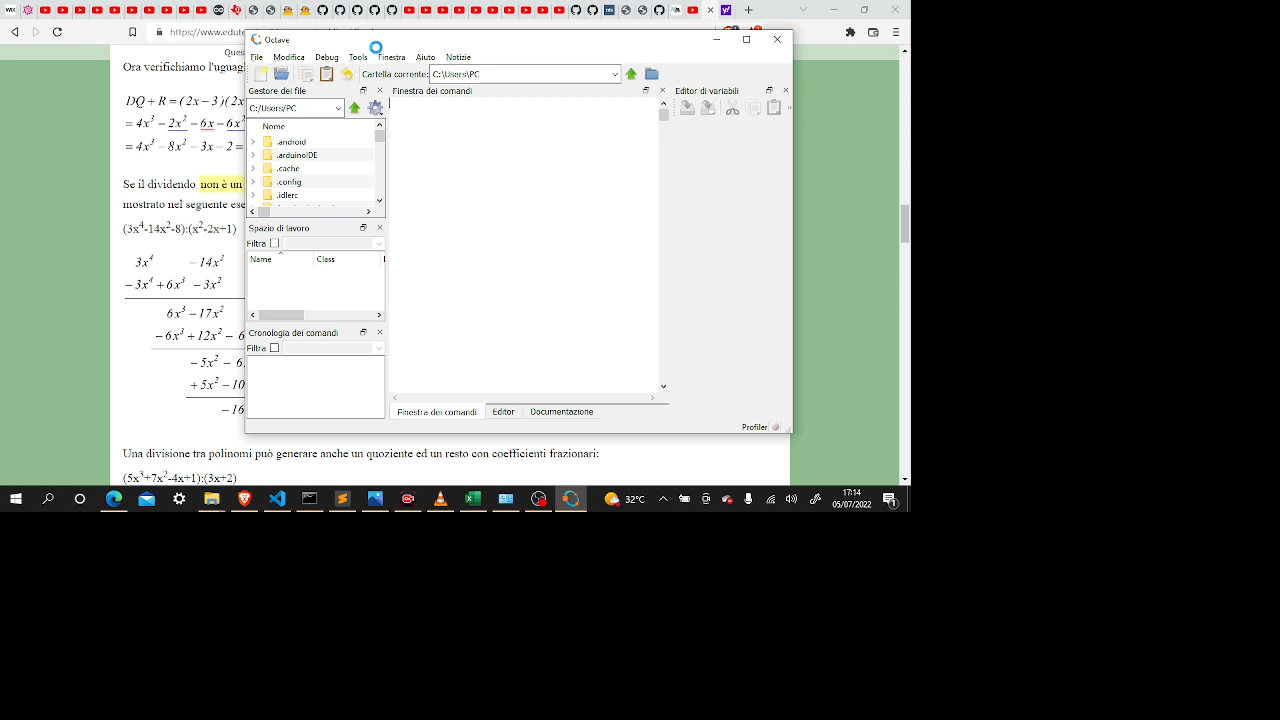 https://www.edute
Octave
File Modifica Debug Tools Finestra Aiuto Notizie
Cartella corrente: C:\Users\PC
Gestore dei file
Finestra dei comandi
Editor di variabili
C:/Users/PC
Nome
.android
.arduinoIDE
.cache
.config
.idlerc
Spazio di lavoro
Filtra
Name Class
Cronologia dei comandi
Filtra
Finestra dei comandi Editor Documentazione
Profiler
Ques
Ora verifichiamo l'uguag
DQ + R = (2x − 3)(2x
= 4x³ − 2x² − 6x − 6x²
= 4x³ − 8x² − 3x − 2 =
Se il dividendo non è un
mostrato nel seguente ese
(3x⁴-14x²-8):(x²-2x+1)
3x⁴ − 14x²
− 3x⁴ + 6x³ − 3x²
6x³ − 17x²
− 6x³ + 12x² − 6
− 5x² − 6
+ 5x² − 10
− 16
Una divisione tra polinomi può generare anche un quoziente ed un resto con coefficienti frazionari:
(5x³+7x²-4x+1):(3x+2)
32°C
17:14
05/07/2022